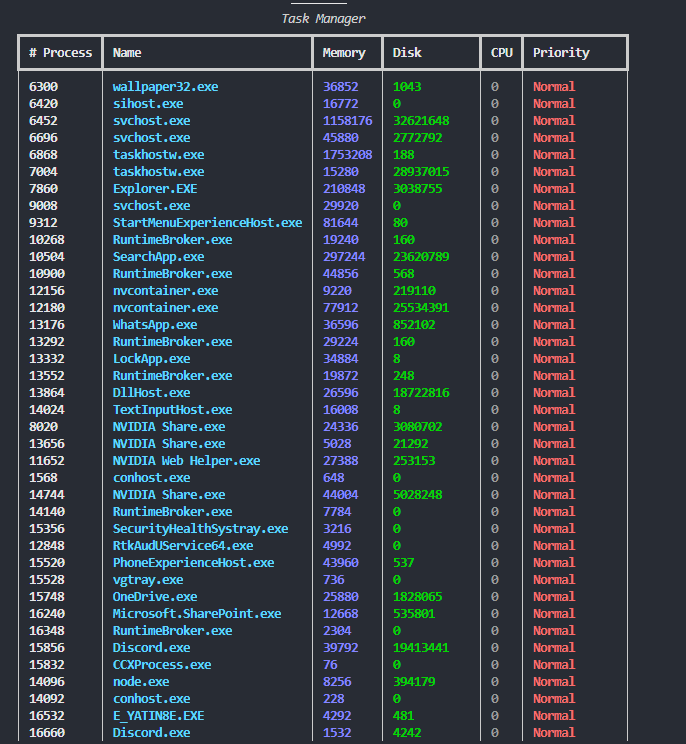 Task Manager
# Process Name Memory Disk CPU Priority
6300 wallpaper32.exe 36852 1043 0 Normal
6420 sihost.exe 16772 0 0 Normal
6452 svchost.exe 1158176 32621648 0 Normal
6696 svchost.exe 45880 2772792 0 Normal
6868 taskhostw.exe 1753208 188 0 Normal
7004 taskhostw.exe 15280 28937015 0 Normal
7860 Explorer.EXE 210848 3038755 0 Normal
9008 svchost.exe 29920 0 0 Normal
9312 StartMenuExperienceHost.exe 81644 80 0 Normal
10268 RuntimeBroker.exe 19240 160 0 Normal
10504 SearchApp.exe 297244 23620789 0 Normal
10900 RuntimeBroker.exe 44856 568 0 Normal
12156 nvcontainer.exe 9220 219110 0 Normal
12180 nvcontainer.exe 77912 25534391 0 Normal
13176 WhatsApp.exe 36596 852102 0 Normal
13292 RuntimeBroker.exe 29224 160 0 Normal
13332 LockApp.exe 34884 8 0 Normal
13552 RuntimeBroker.exe 19872 248 0 Normal
13864 DllHost.exe 26596 18722816 0 Normal
14024 TextInputHost.exe 16008 8 0 Normal
8020 NVIDIA Share.exe 24336 3080702 0 Normal
13656 NVIDIA Share.exe 5028 21292 0 Normal
11652 NVIDIA Web Helper.exe 27388 253153 0 Normal
1568 conhost.exe 648 0 0 Normal
14744 NVIDIA Share.exe 44004 5028248 0 Normal
14140 RuntimeBroker.exe 7784 0 0 Normal
15356 SecurityHealthSystray.exe 3216 0 0 Normal
12848 RtkAudUService64.exe 4992 0 0 Normal
15520 PhoneExperienceHost.exe 43960 537 0 Normal
15528 vgtray.exe 736 0 0 Normal
15748 OneDrive.exe 25880 1828065 0 Normal
16240 Microsoft.SharePoint.exe 12668 535801 0 Normal
16348 RuntimeBroker.exe 2304 0 0 Normal
15856 Discord.exe 39792 19413441 0 Normal
15832 CCXProcess.exe 76 0 0 Normal
14096 node.exe 8256 394179 0 Normal
14092 conhost.exe 228 0 0 Normal
16532 E_YATIN8E.EXE 4292 481 0 Normal
16660 Discord.exe 1532 4242 0 Normal